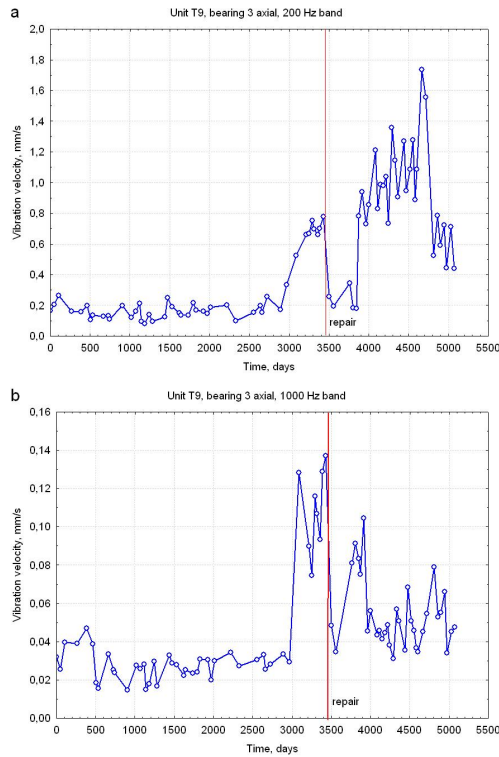 a
Unit T9, bearing 3 axial, 200 Hz band
2,0
1,8
1,6
1,4
1,2
1,0
0,8
0,6
0,4
0,2
0,0
Vibration velocity, mm/s
repair
0 500 1000 1500 2000 2500 3000 3500 4000 4500 5000 5500
Time, days
b
Unit T9, bearing 3 axial, 1000 Hz band
0,16
0,14
0,12
0,10
0,08
0,06
0,04
0,02
0,00
Vibration velocity, mm/s
repair
0 500 1000 1500 2000 2500 3000 3500 4000 4500 5000 5500
Time, days